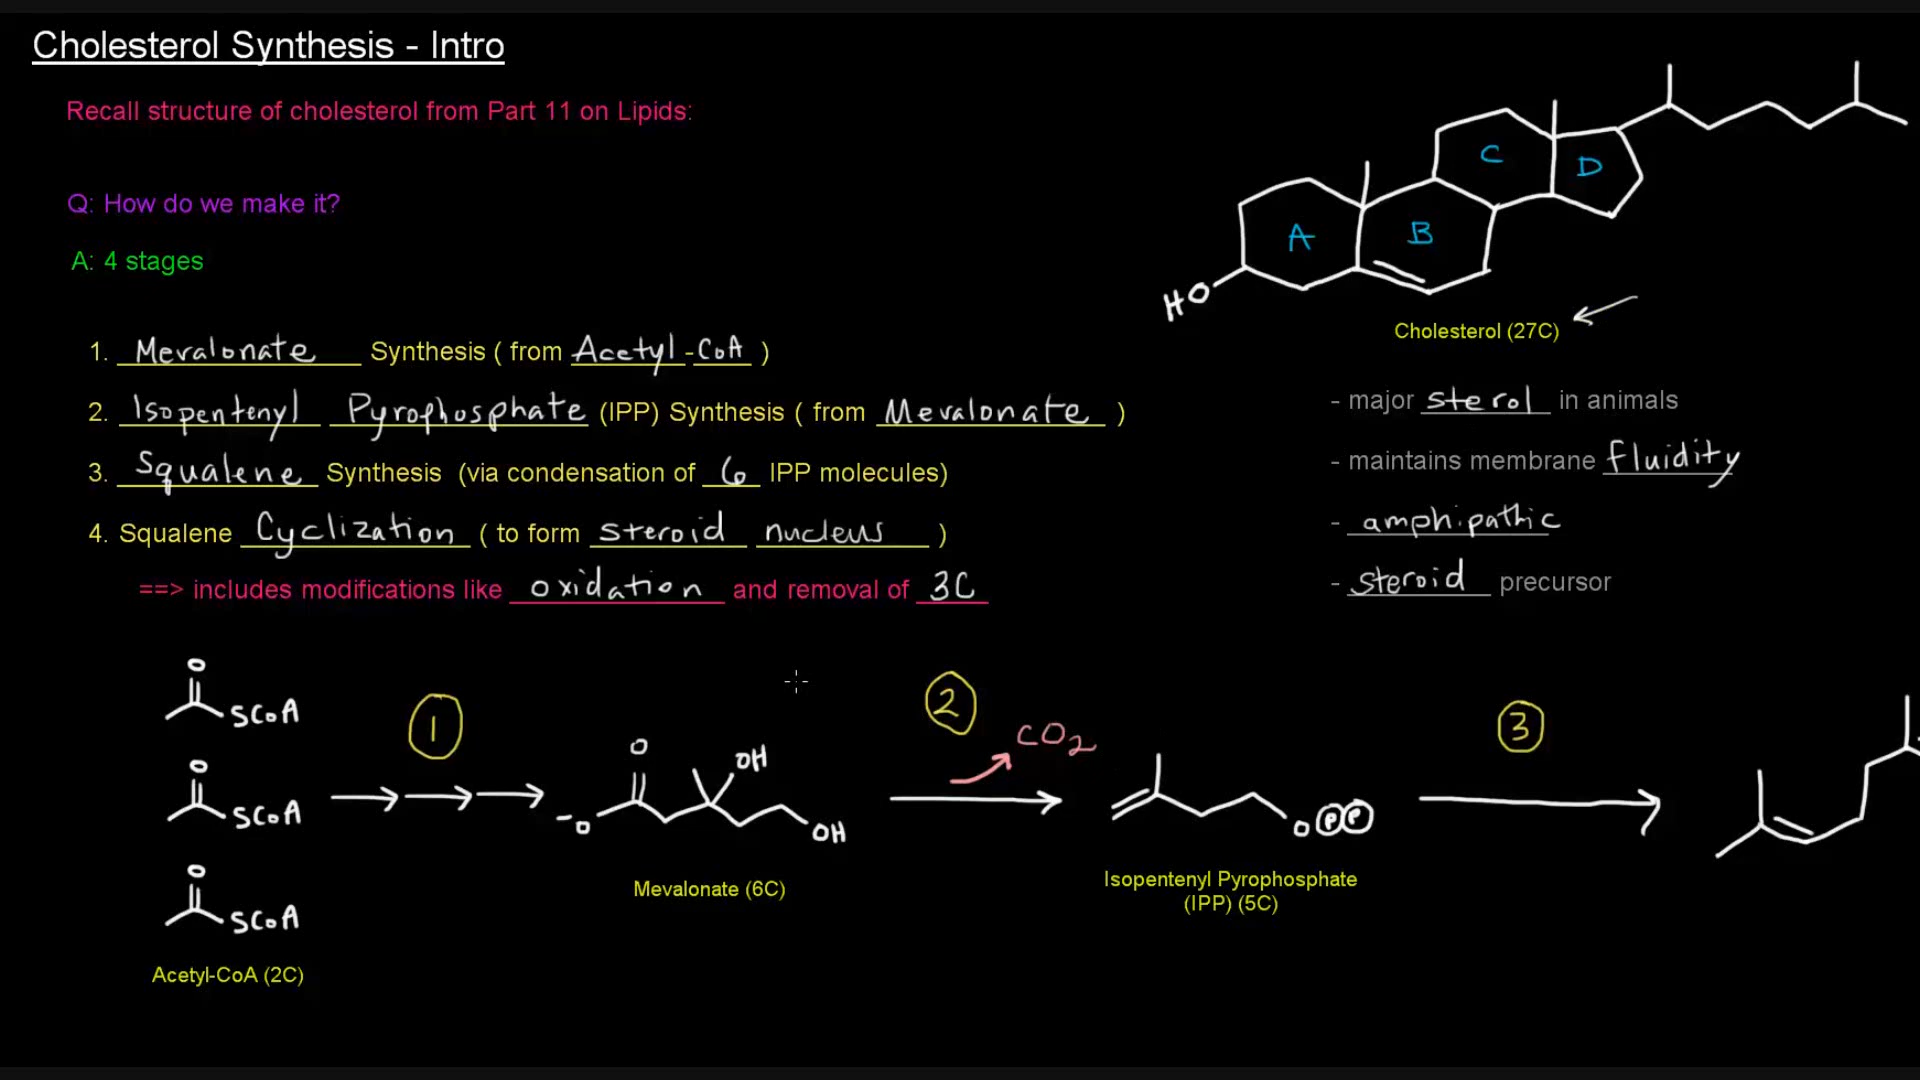 Cholesterol Synthesis - Intro
Recall structure of cholesterol from Part 11 on Lipids:
Q: How do we make it?
A: 4 stages
1. Mevalonate Synthesis ( from Acetyl-CoA )
2. Isopentenyl Pyrophosphate (IPP) Synthesis ( from Mevalonate )
3. Squalene Synthesis (via condensation of 6 IPP molecules)
4. Squalene Cyclization ( to form steroid nucleus )
==> includes modifications like oxidation and removal of 3C
A
B
C
D
HO
Cholesterol (27C)
- major sterol in animals
- maintains membrane fluidity
- amphipathic
- steroid precursor
O
SCoA
O
SCoA
O
SCoA
Acetyl-CoA (2C)
1
O
OH
-O
OH
Mevalonate (6C)
2
CO2
O P P
Isopentenyl Pyrophosphate
(IPP) (5C)
3